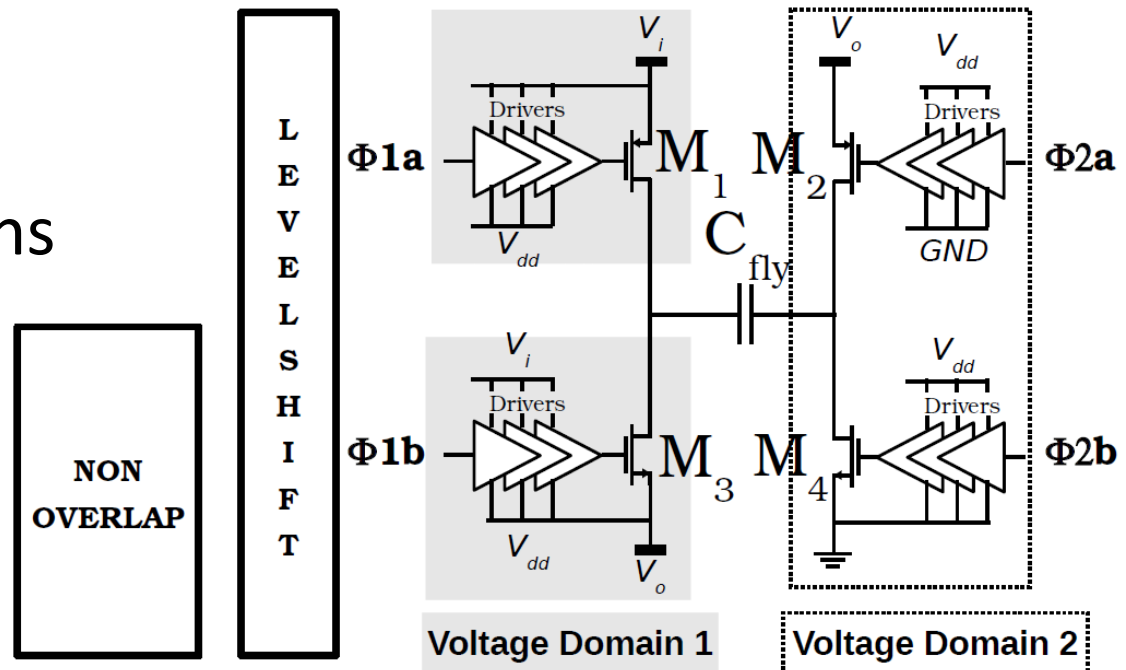 ns
NON
OVERLAP
L
E
V
E
L
S
H
I
F
T
V_i
Drivers
Φ1a
M_1
V_dd
V_i
Drivers
Φ1b
M_3
V_dd
V_o
C_fly
V_o
V_dd
Drivers
M_2
Φ2a
GND
V_dd
Drivers
M_4
Φ2b
Voltage Domain 1
Voltage Domain 2